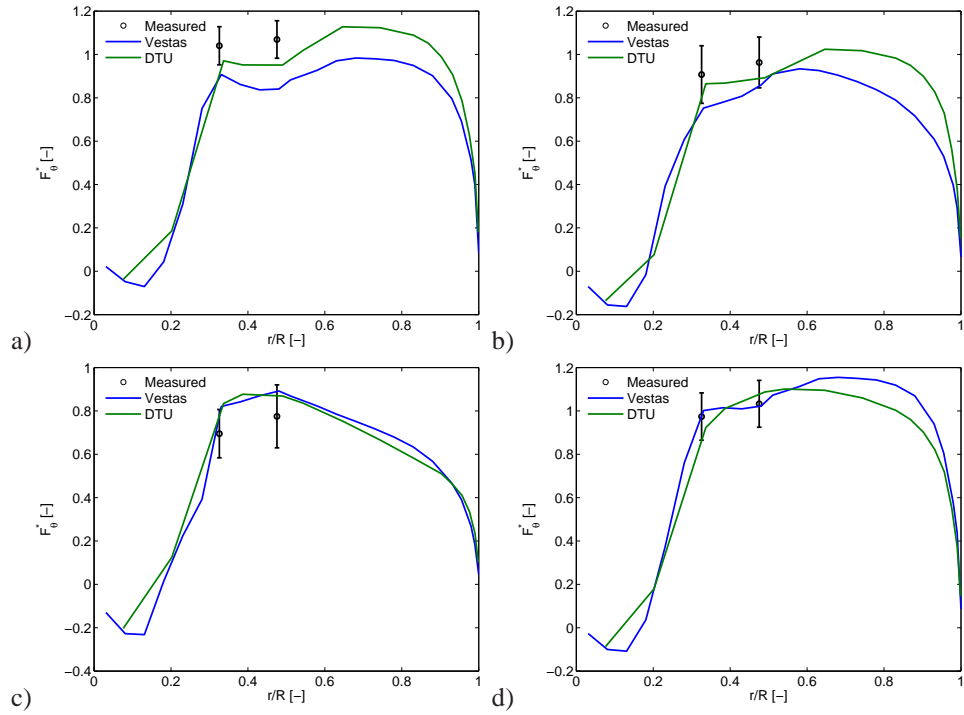 Measured
Vestas
DTU
1.2
1
0.8
0.6
0.4
0.2
0
−0.2
F*θ [−]
0 0.2 0.4 0.6 0.8 1
r/R [−]
a)
Measured
Vestas
DTU
1.2
1
0.8
0.6
0.4
0.2
0
−0.2
F*θ [−]
0 0.2 0.4 0.6 0.8 1
r/R [−]
b)
Measured
Vestas
DTU
1
0.8
0.6
0.4
0.2
0
−0.2
−0.4
F*θ [−]
0 0.2 0.4 0.6 0.8 1
r/R [−]
c)
Measured
Vestas
DTU
1.2
1
0.8
0.6
0.4
0.2
0
−0.2
F*θ [−]
0 0.2 0.4 0.6 0.8 1
r/R [−]
d)